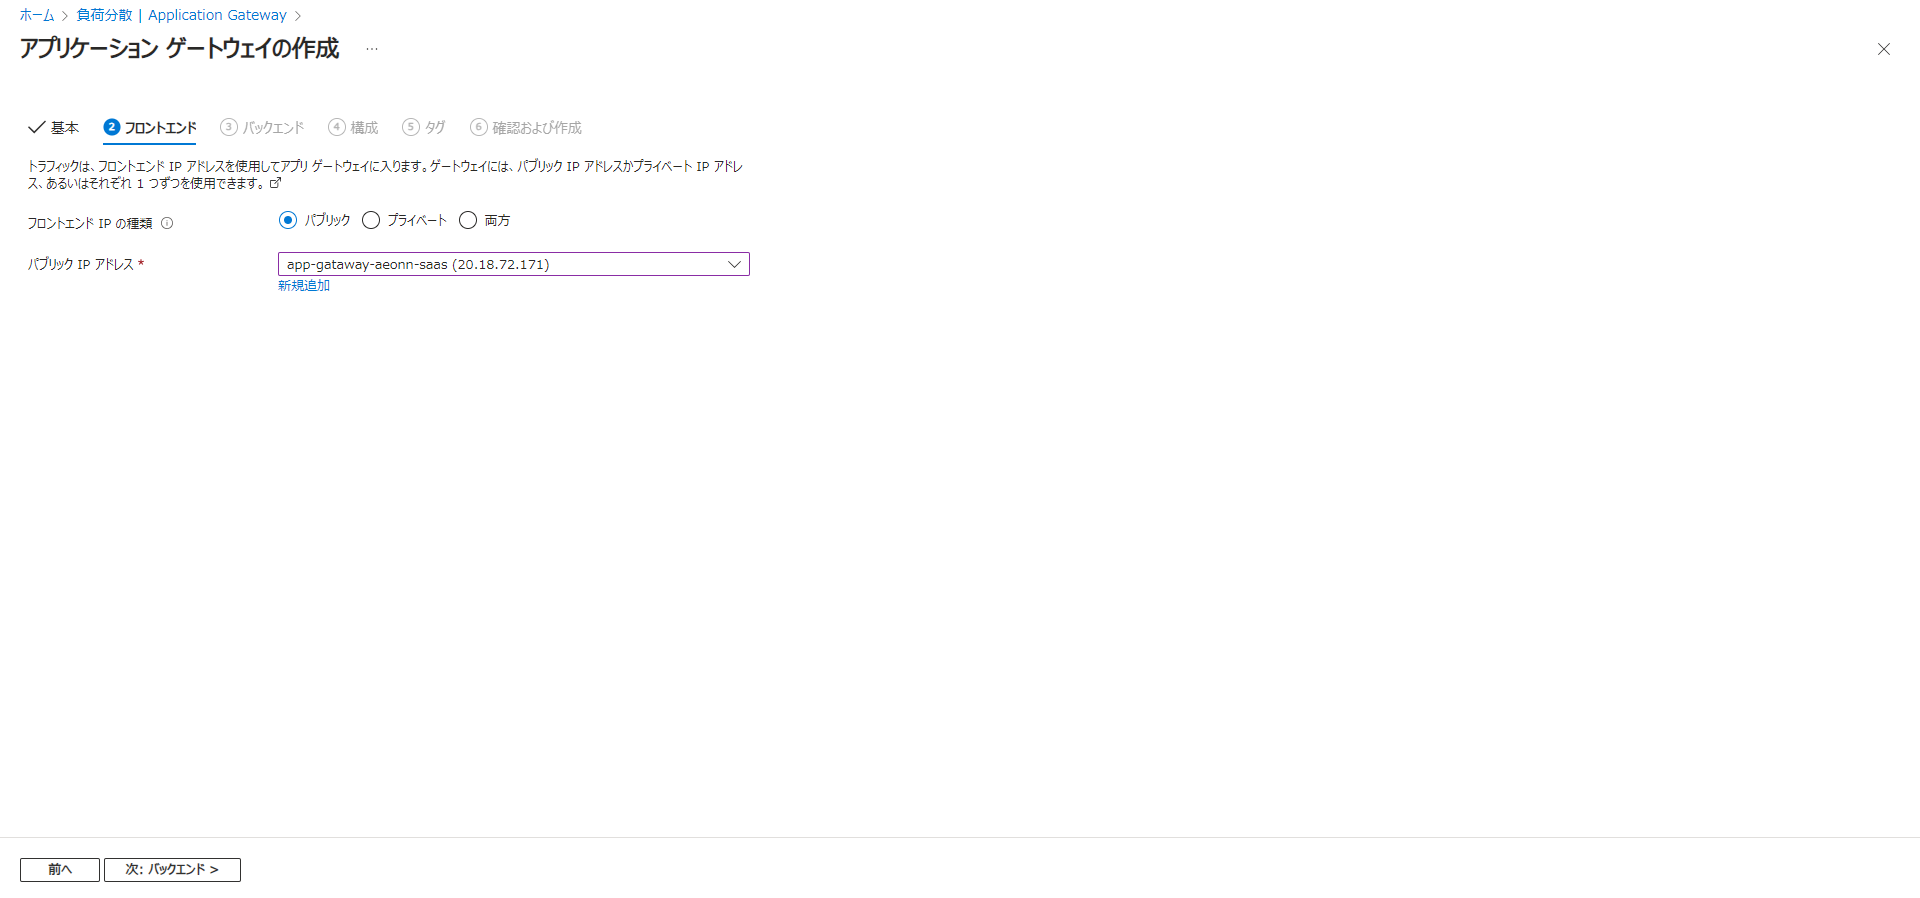 ホーム > 負荷分散 | Application Gateway >
アプリケーション ゲートウェイの作成 ...
基本 2 フロントエンド 3 バックエンド 4 構成 5 タグ 6 確認および作成
トラフィックは、フロントエンド IP アドレスを使用してアプリ ゲートウェイに入ります。ゲートウェイには、パブリック IP アドレスかプライベート IP アドレ
ス、あるいはそれぞれ 1 つずつを使用できます。
フロントエンド IP の種類 パブリック プライベート 両方
パブリック IP アドレス * app-gataway-aeonn-saas (20.18.72.171)
新規追加
前へ 次: バックエンド >